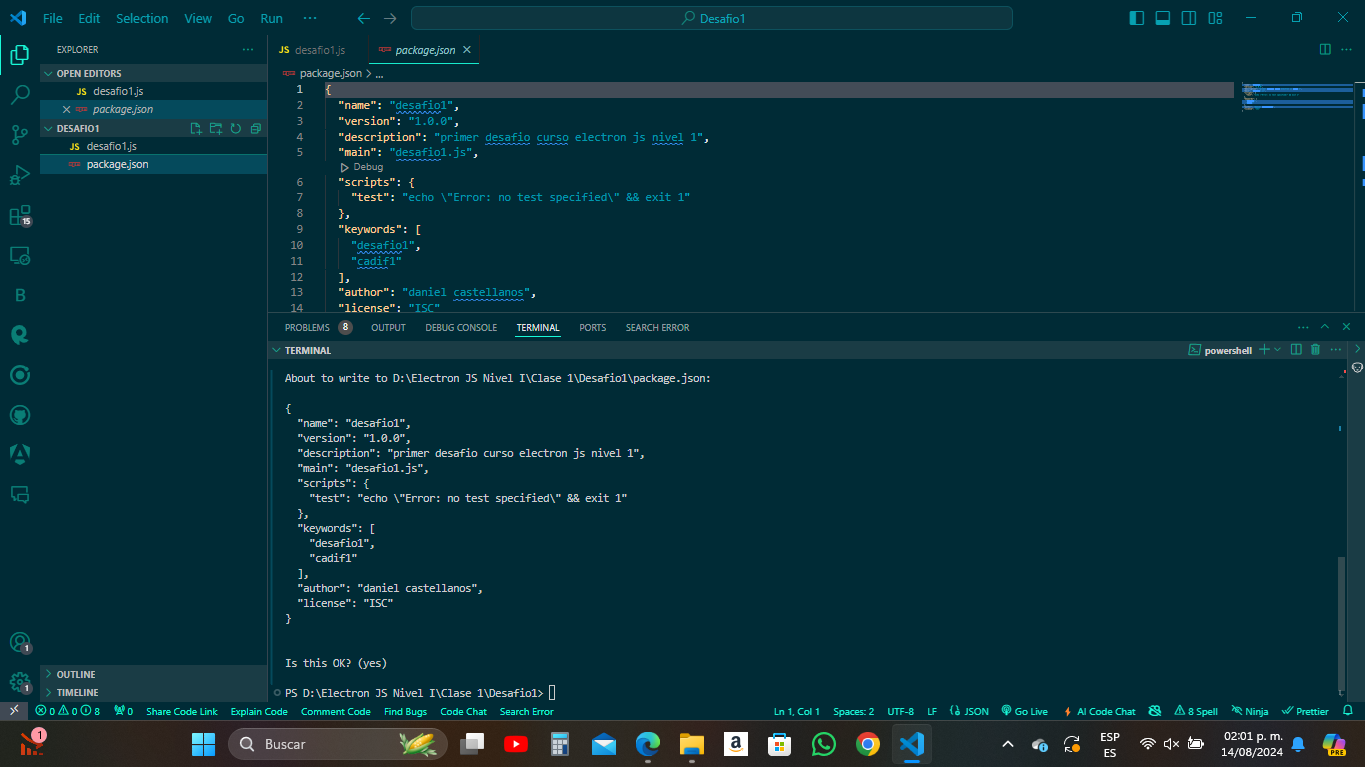 File Edit Selection View Go Run ··· Desafio1
EXPLORER ···
OPEN EDITORS
JS desafio1.js
package.json
DESAFIO1
JS desafio1.js
package.json
OUTLINE
TIMELINE
15
B
1
1
JS desafio1.js
package.json
package.json > ...
1 {
2 "name": "desafio1",
3 "version": "1.0.0",
4 "description": "primer desafio curso electron js nivel 1",
5 "main": "desafio1.js",
Debug
6 "scripts": {
7 "test": "echo \"Error: no test specified\" && exit 1"
8 },
9 "keywords": [
10 "desafio1",
11 "cadif1"
12 ],
13 "author": "daniel castellanos",
14 "license": "ISC"
PROBLEMS 8 OUTPUT DEBUG CONSOLE TERMINAL PORTS SEARCH ERROR
TERMINAL powershell
About to write to D:\Electron JS Nivel I\Clase 1\Desafio1\package.json:
{
"name": "desafio1",
"version": "1.0.0",
"description": "primer desafio curso electron js nivel 1",
"main": "desafio1.js",
"scripts": {
"test": "echo \"Error: no test specified\" && exit 1"
},
"keywords": [
"desafio1",
"cadif1"
],
"author": "daniel castellanos",
"license": "ISC"
}
Is this OK? (yes)
PS D:\Electron JS Nivel I\Clase 1\Desafio1>
0 0 8 0 Share Code Link Explain Code Comment Code Find Bugs Code Chat Search Error Ln 1, Col 1 Spaces: 2 UTF-8 LF {} JSON Go Live AI Code Chat 8 Spell Ninja Prettier
1 Buscar ESP 02:01 p. m.
ES 14/08/2024 PRE